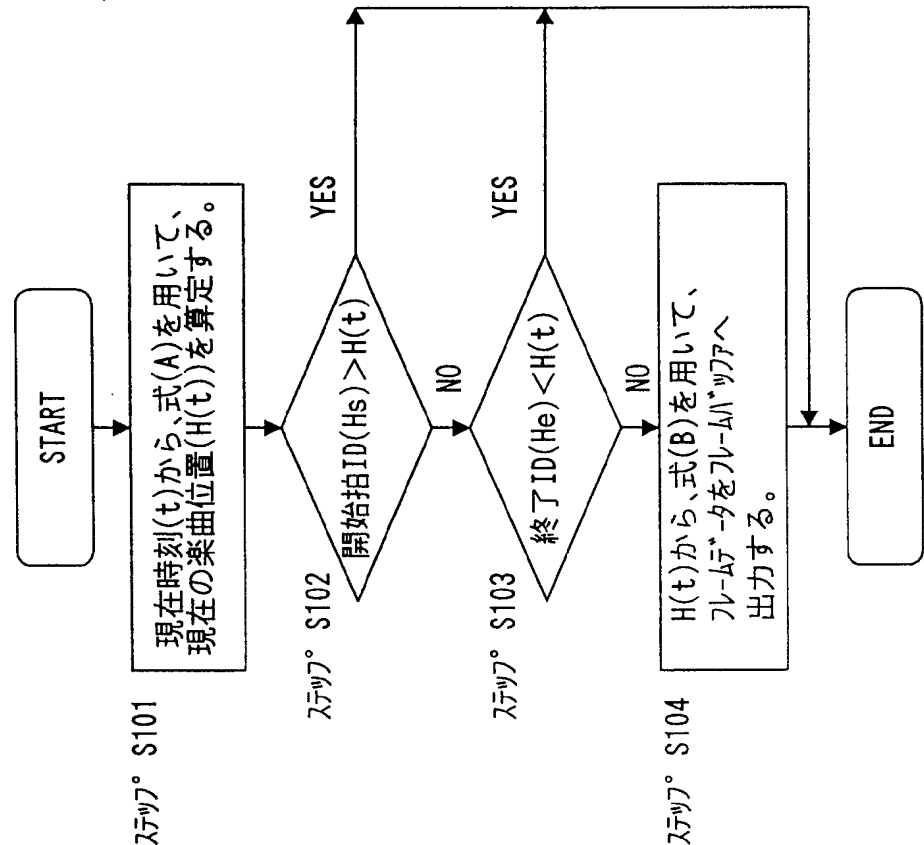 START
ステップ S101
現在時刻(t)から、式(A)を用いて、
現在の楽曲位置(H(t))を算定する。
ステップ S102
開始拍ID(Hs)>H(t)
YES
NO
ステップ S103
終了ID(He)<H(t)
YES
NO
ステップ S104
H(t)から、式(B)を用いて、
フレームデータをフレームバッファへ
出力する。
END